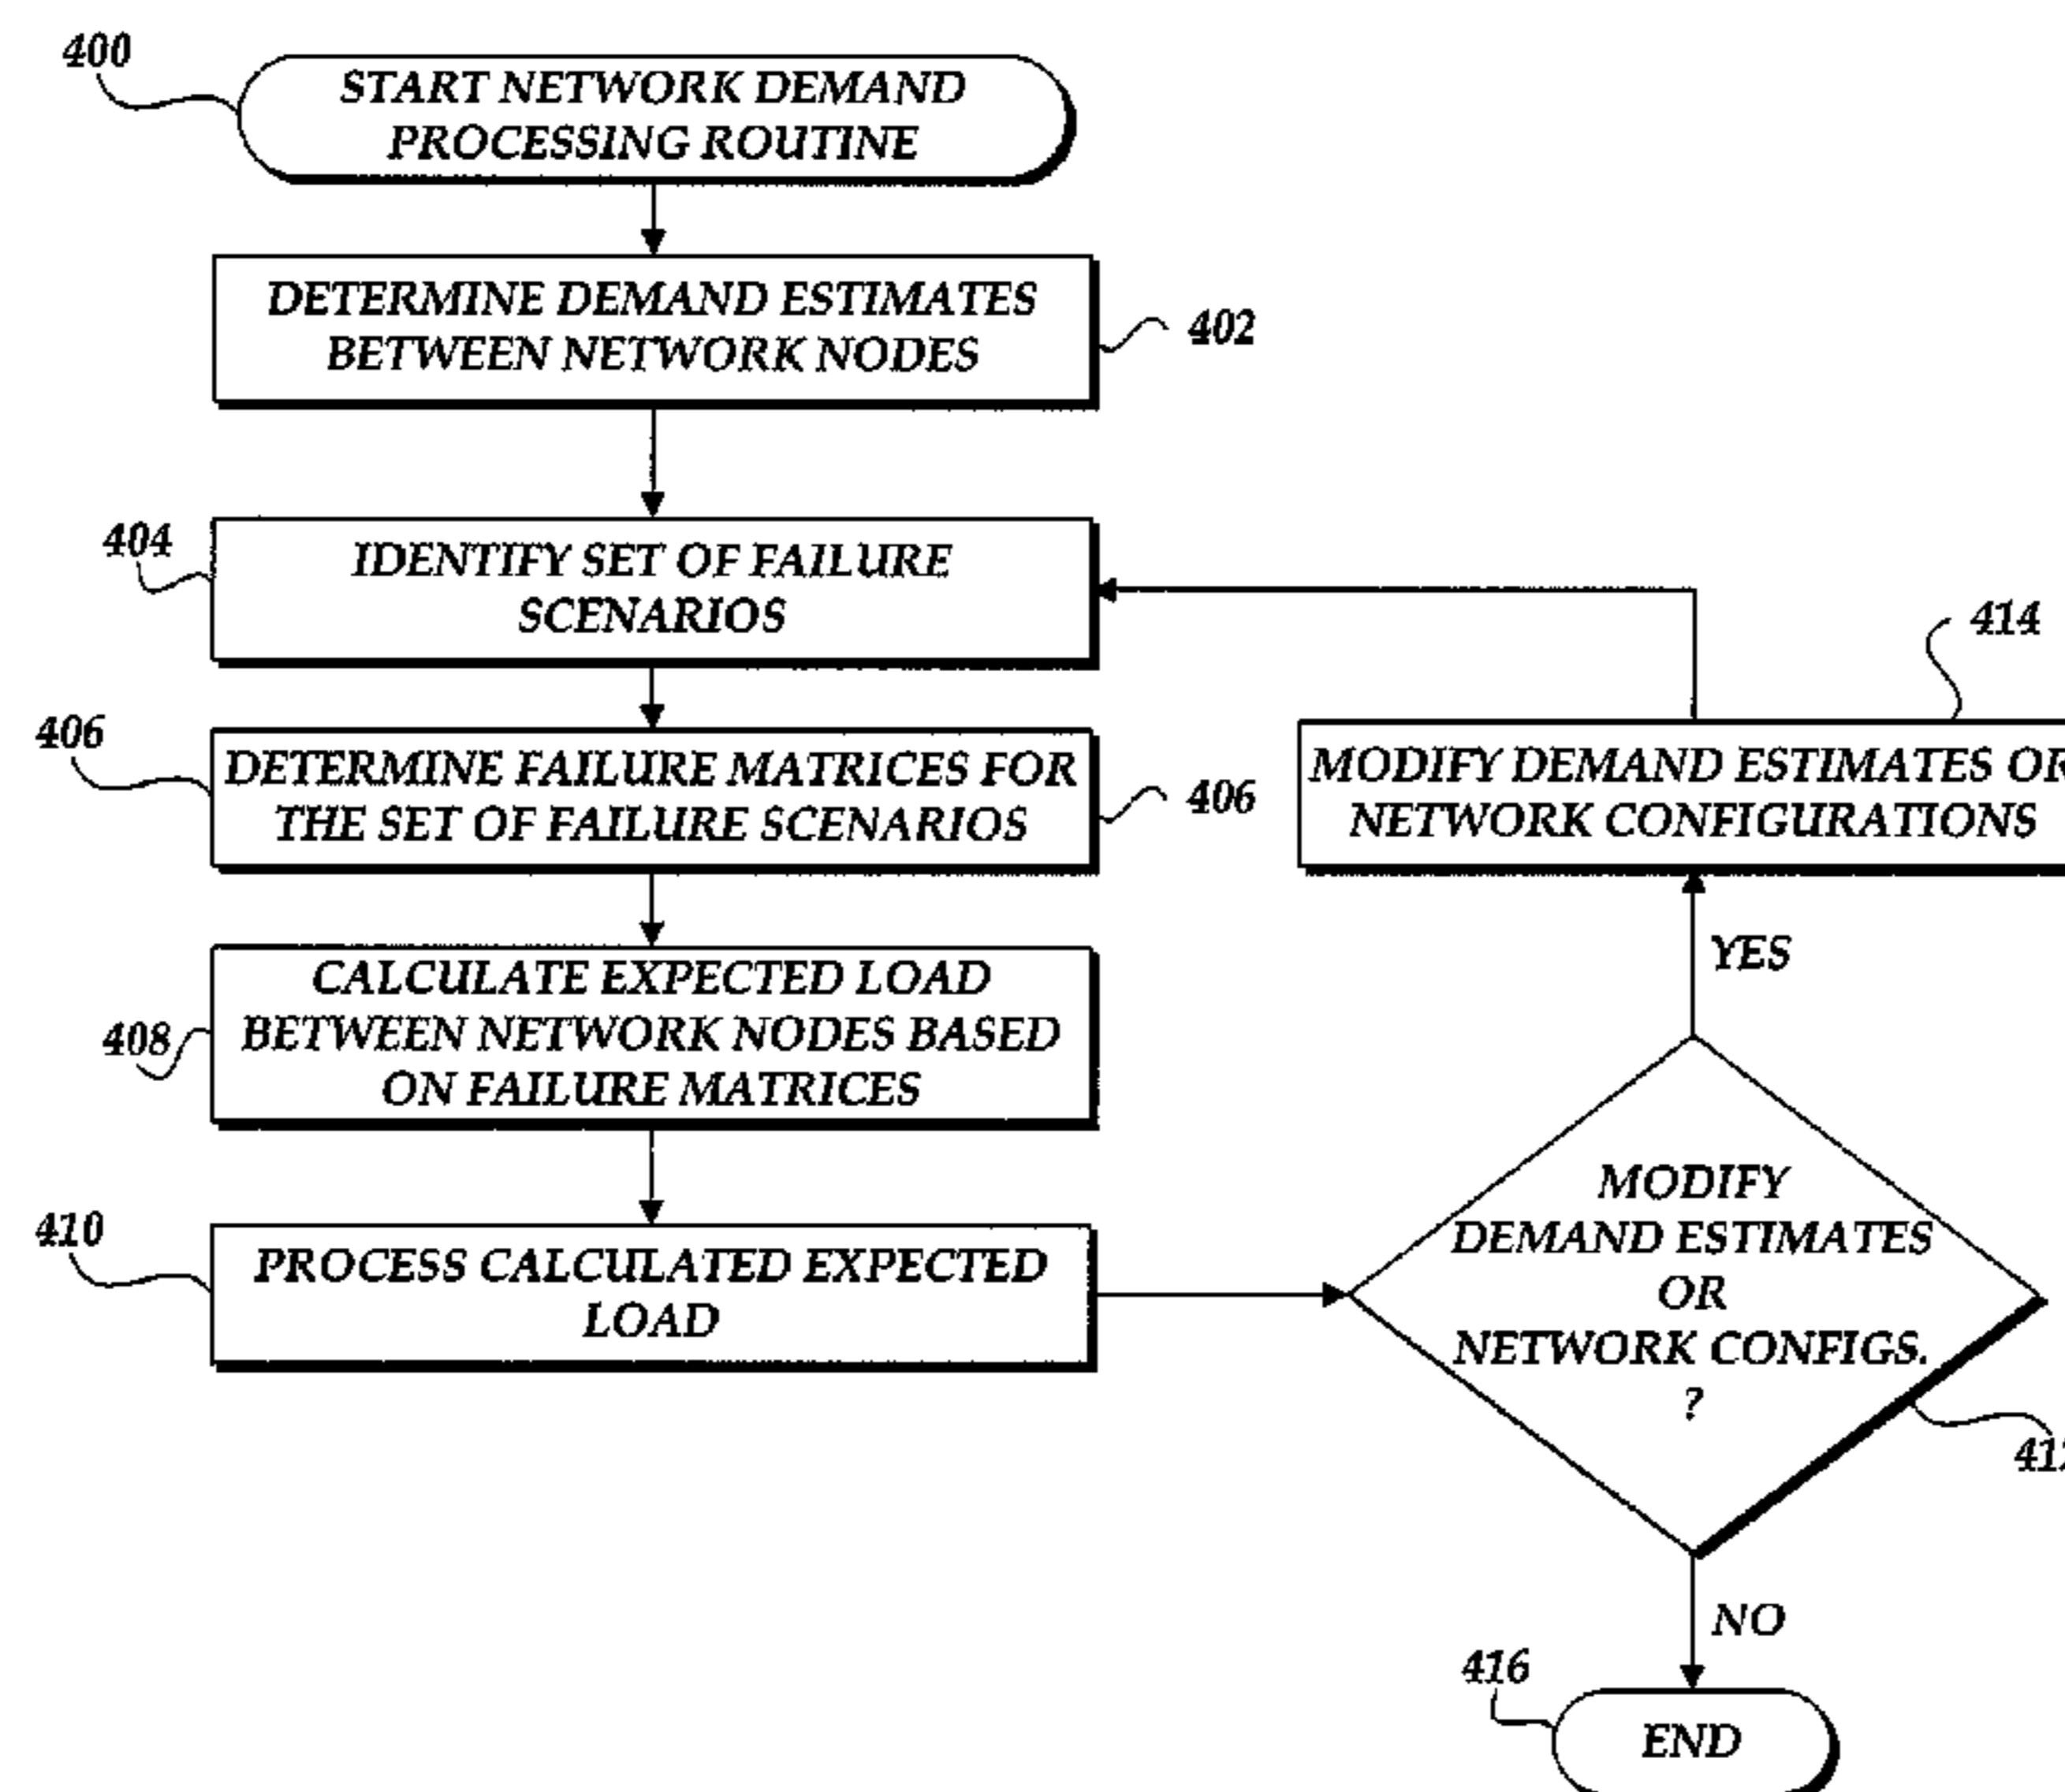 400
START NETWORK DEMAND
PROCESSING ROUTINE
DETERMINE DEMAND ESTIMATES
BETWEEN NETWORK NODES
402
404
IDENTIFY SET OF FAILURE
SCENARIOS
406
DETERMINE FAILURE MATRICES FOR
THE SET OF FAILURE SCENARIOS
406
408
CALCULATE EXPECTED LOAD
BETWEEN NETWORK NODES BASED
ON FAILURE MATRICES
410
PROCESS CALCULATED EXPECTED
LOAD
414
MODIFY DEMAND ESTIMATES OR
NETWORK CONFIGURATIONS
YES
MODIFY
DEMAND ESTIMATES
OR
NETWORK CONFIGS.
?
412
NO
416
END